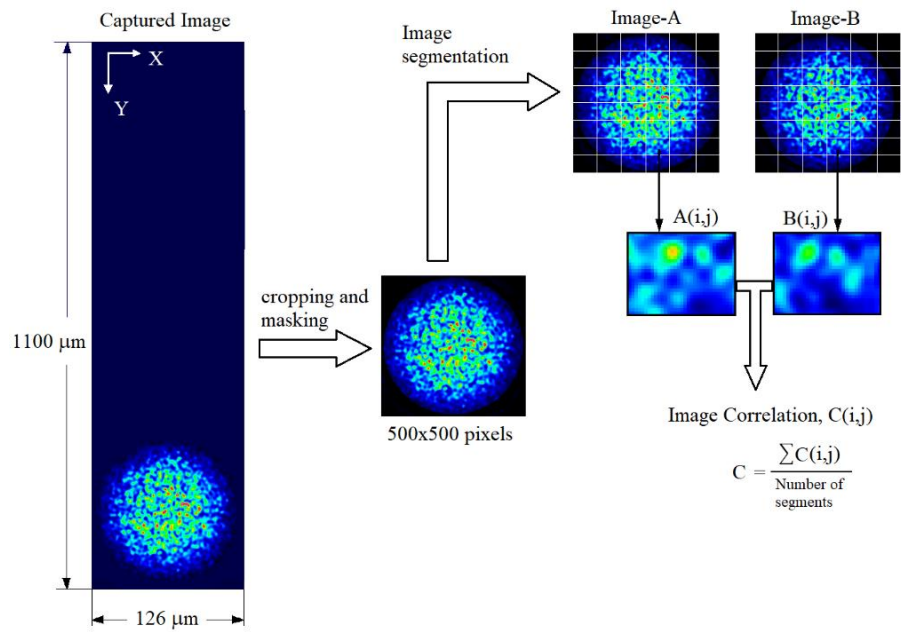 Captured Image
X
Y
1100 μm
126 μm
cropping and
masking
500x500 pixels
Image
segmentation
Image-A
Image-B
A(i,j)
B(i,j)
Image Correlation, C(i,j)
C = ∑C(i,j)
Number of
segments